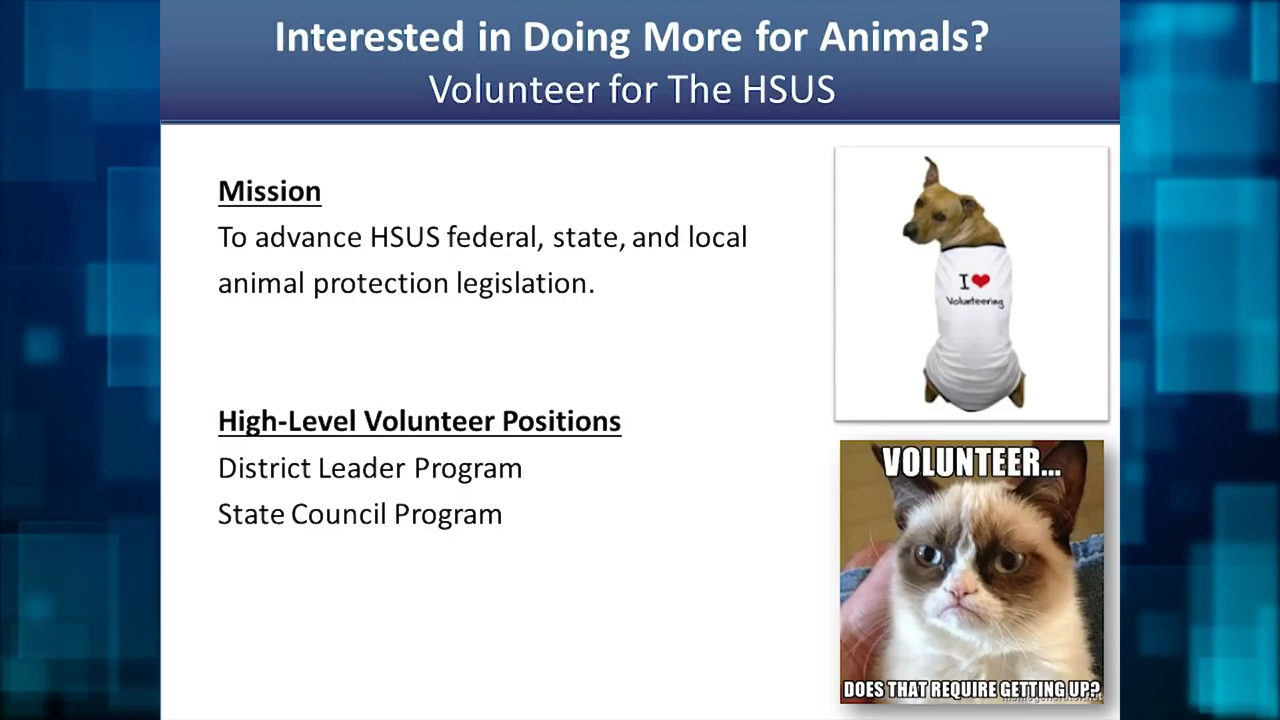 Interested in Doing More for Animals?
Volunteer for The HSUS
Mission
To advance HSUS federal, state, and local
animal protection legislation.
High-Level Volunteer Positions
District Leader Program
State Council Program
I ❤
Volunteering
VOLUNTEER...
DOES THAT REQUIRE GETTING UP?